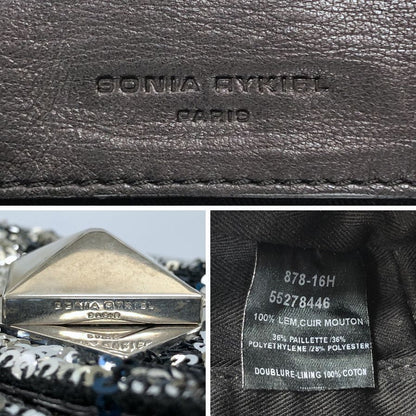 SONIA RYKIEL
PARIS
SONIA RYKIEL
PARIS
878-16H
55278446
100% LEM,CUIR MOUTON
36% PAILLETTE /36%
POLYETHYLENE /28% POLYESTER
DOUBLURE-LINING 100% COTON